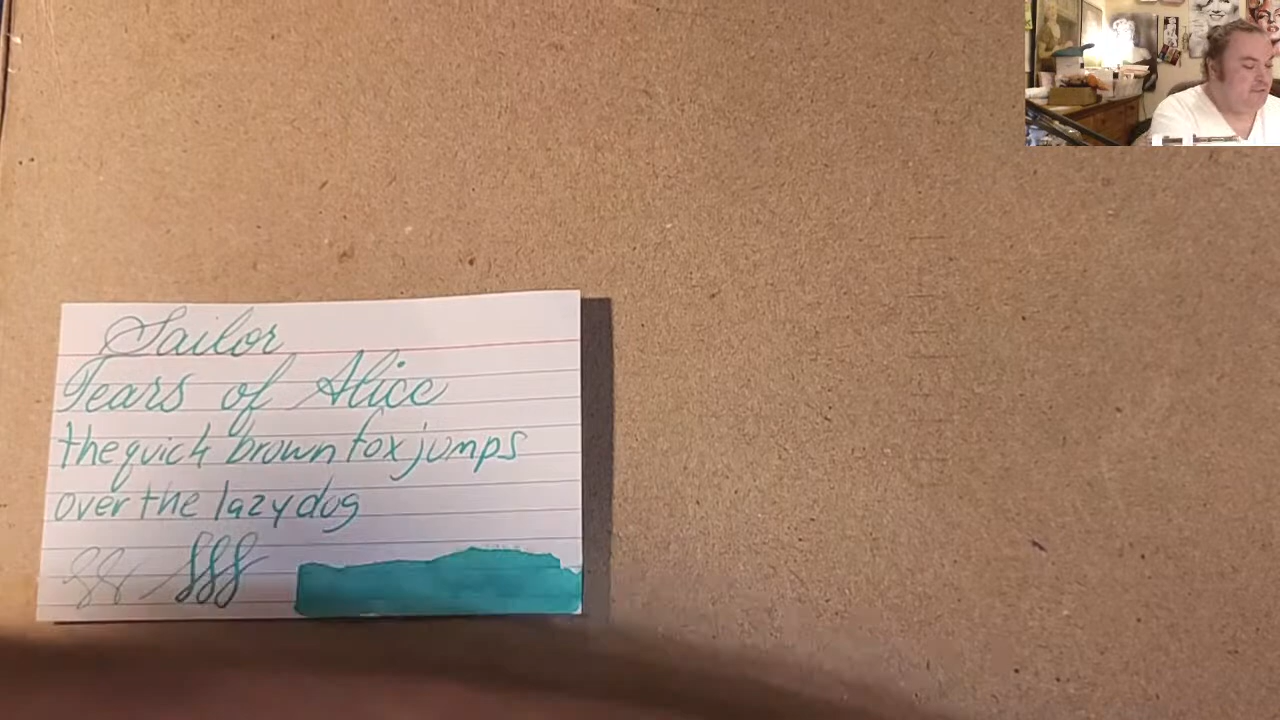 Sailor
Tears of Alice
the quick brown fox jumps
over the lazy dog